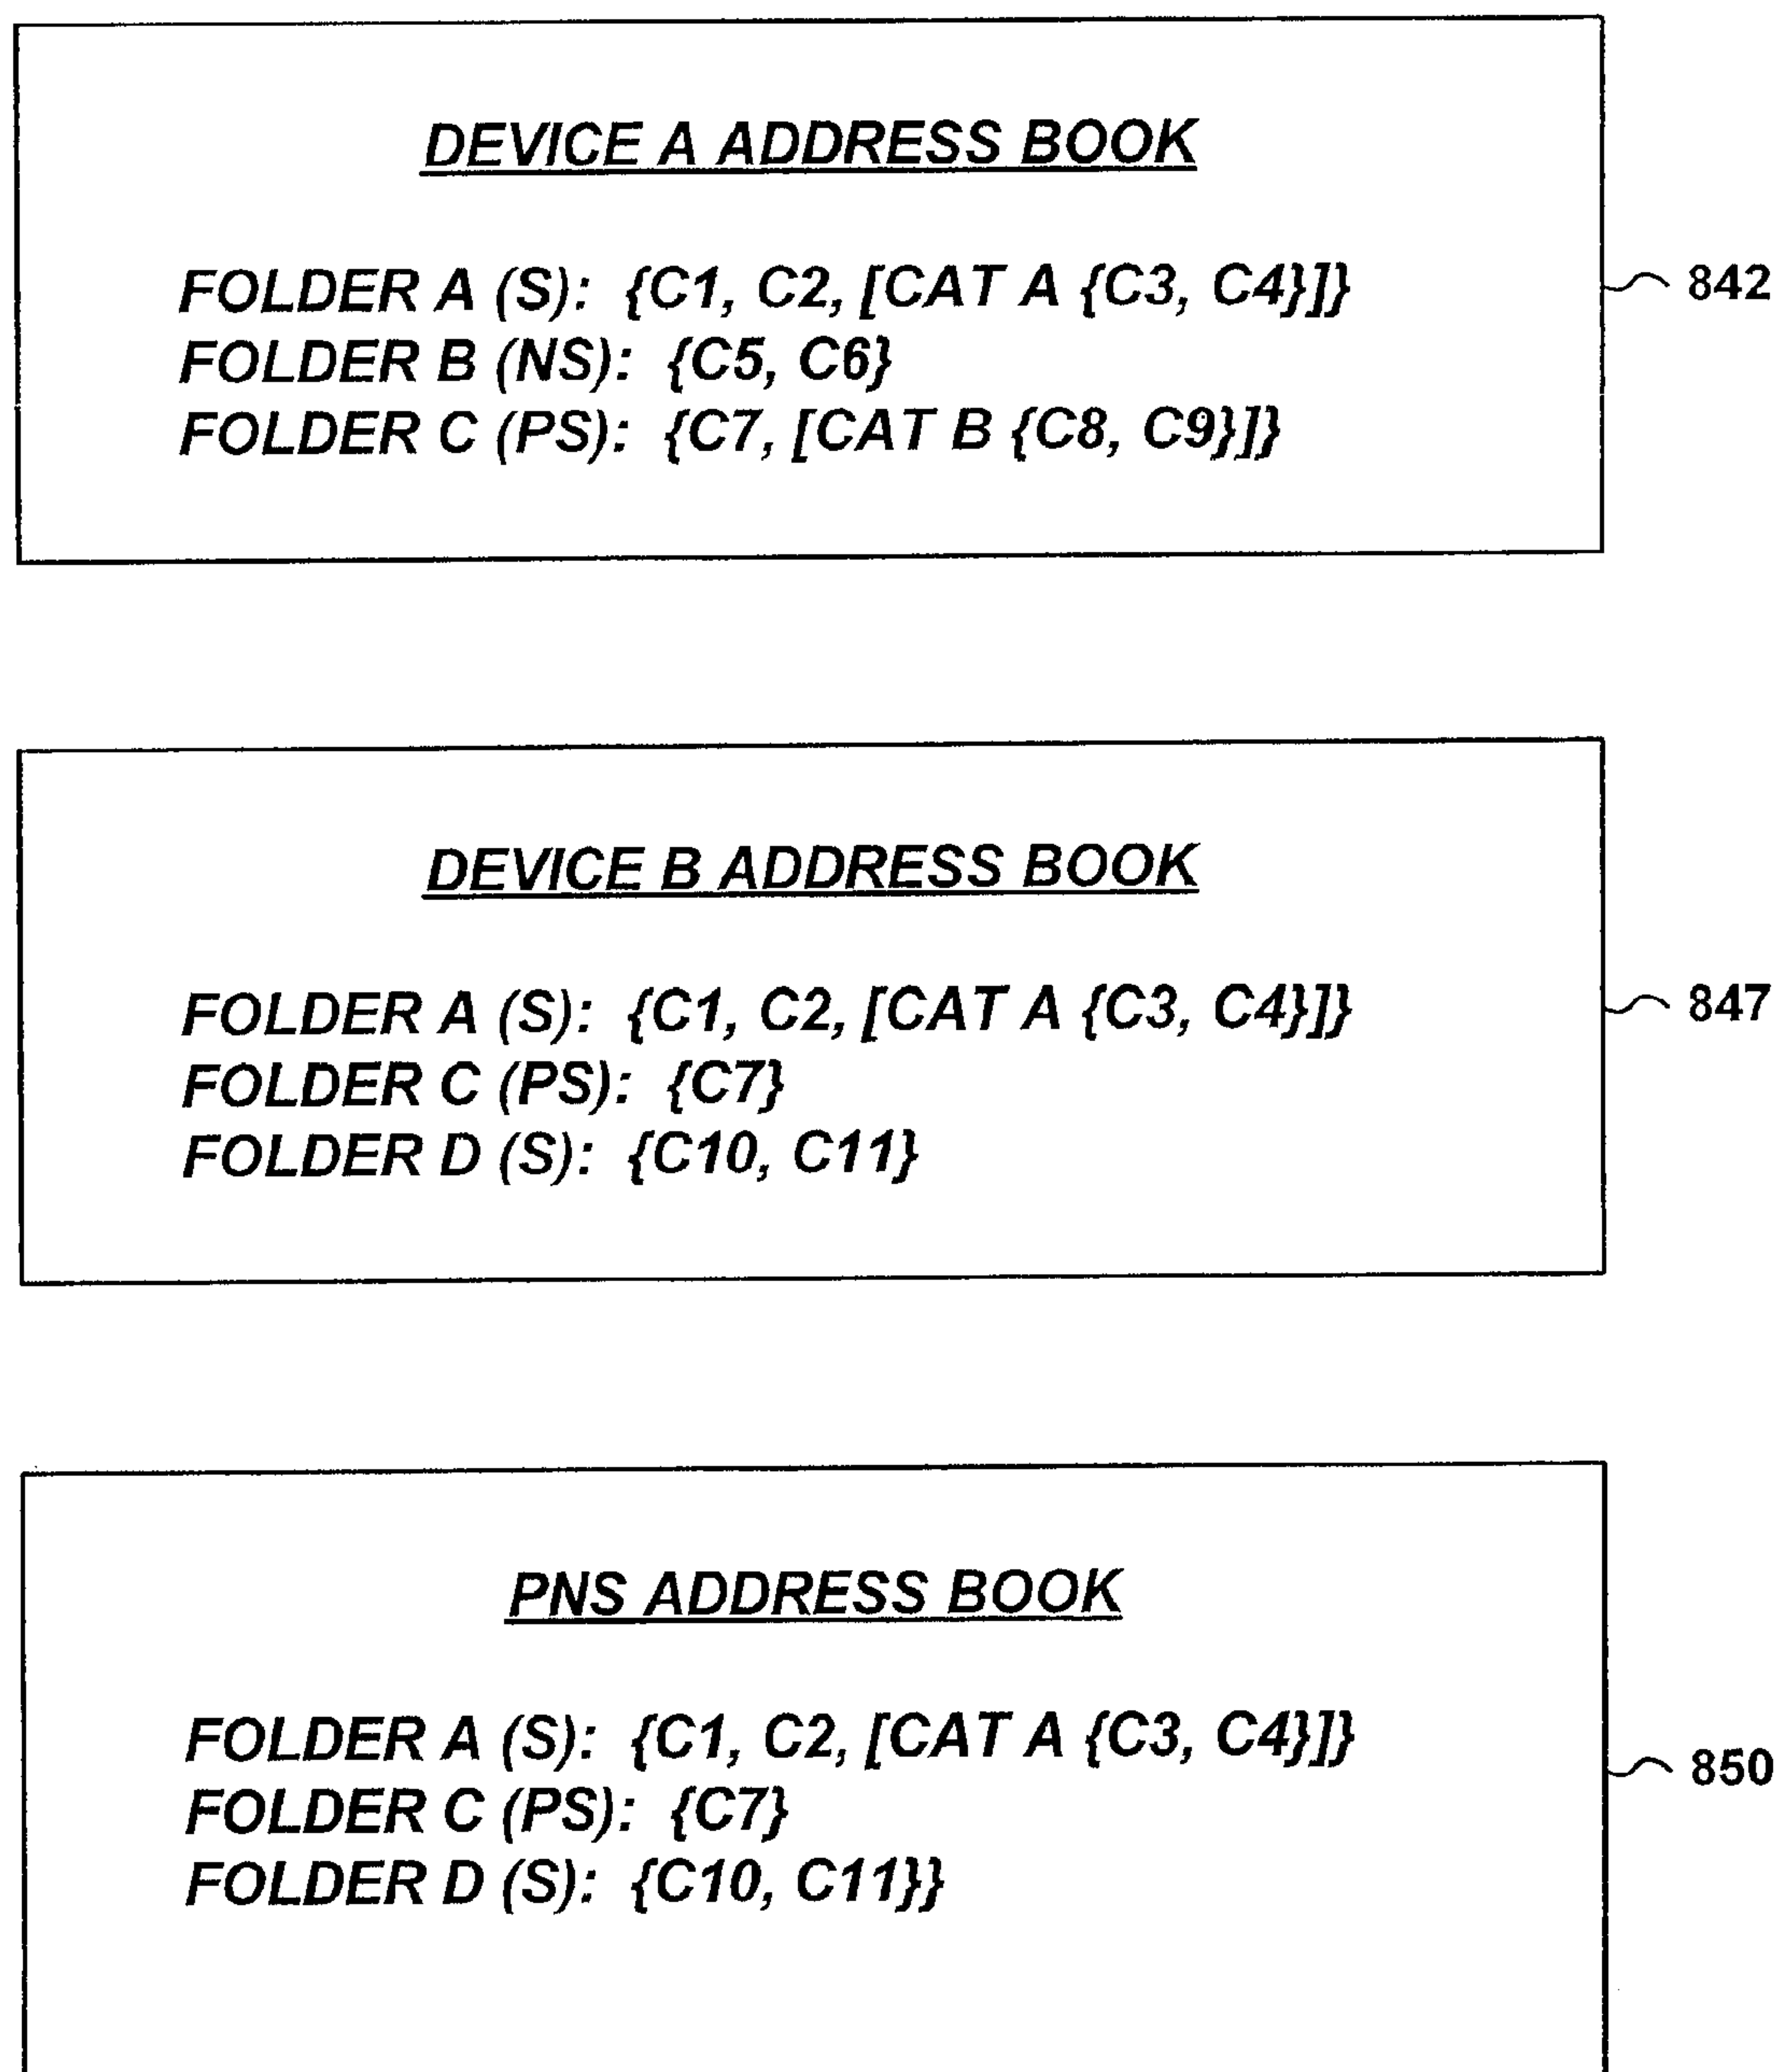 DEVICE A ADDRESS BOOK
FOLDER A (S): {C1, C2, [CAT A {C3, C4}]}
FOLDER B (NS): {C5, C6}
FOLDER C (PS): {C7, [CAT B {C8, C9}]}
842
DEVICE B ADDRESS BOOK
FOLDER A (S): {C1, C2, [CAT A {C3, C4}]}
FOLDER C (PS): {C7}
FOLDER D (S): {C10, C11}
847
PNS ADDRESS BOOK
FOLDER A (S): {C1, C2, [CAT A {C3, C4}]}
FOLDER C (PS): {C7}
FOLDER D (S): {C10, C11}}
850